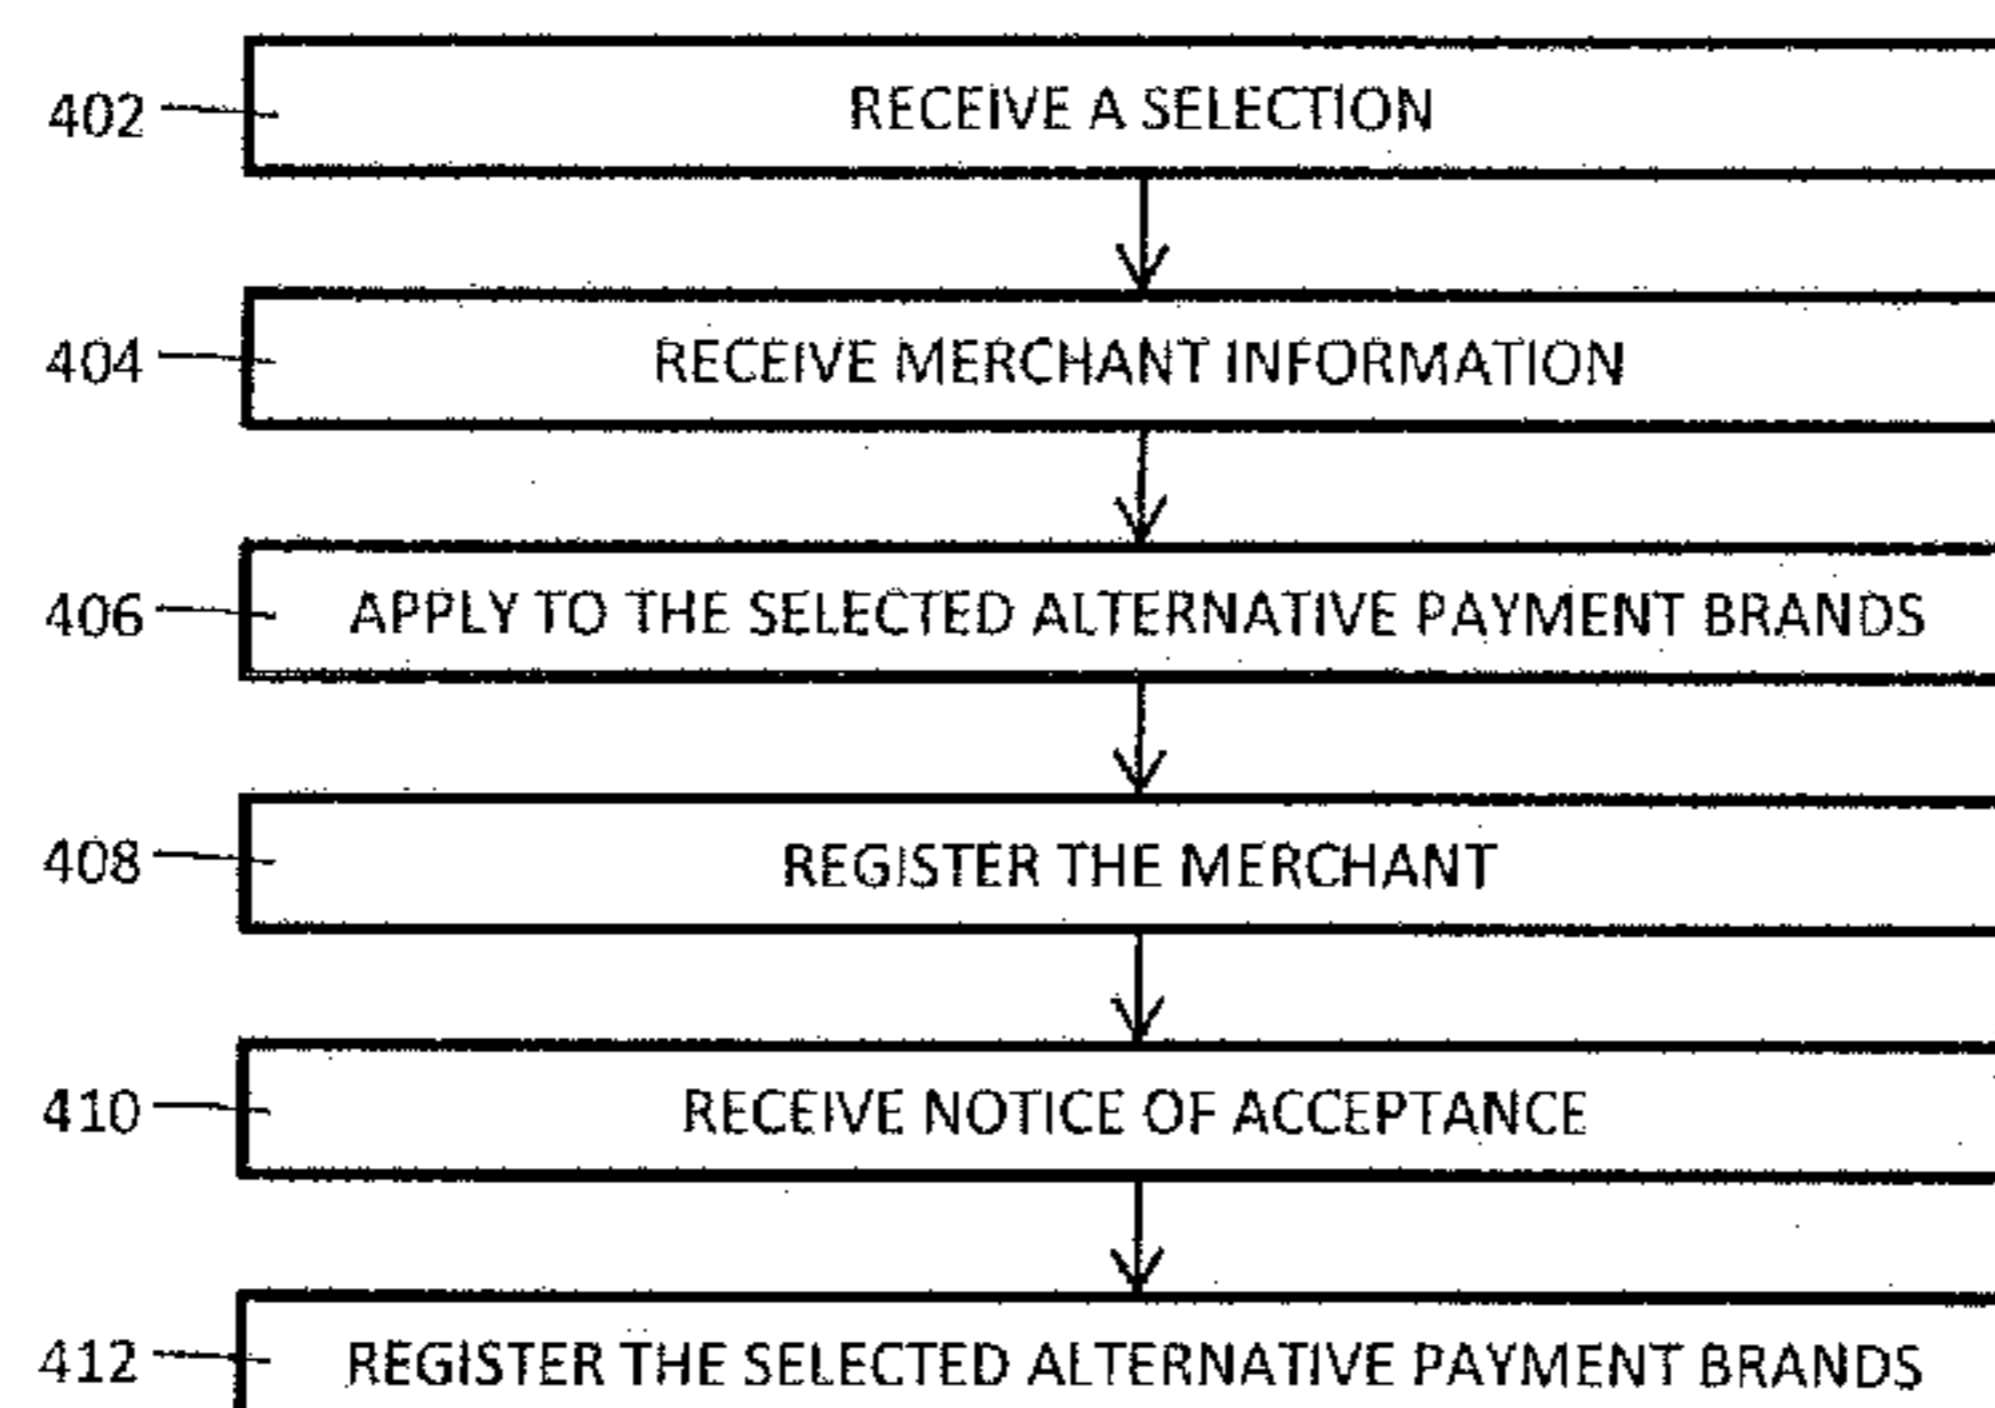 402 RECEIVE A SELECTION
404 RECEIVE MERCHANT INFORMATION
406 APPLY TO THE SELECTED ALTERNATIVE PAYMENT BRANDS
408 REGISTER THE MERCHANT
410 RECEIVE NOTICE OF ACCEPTANCE
412 REGISTER THE SELECTED ALTERNATIVE PAYMENT BRANDS